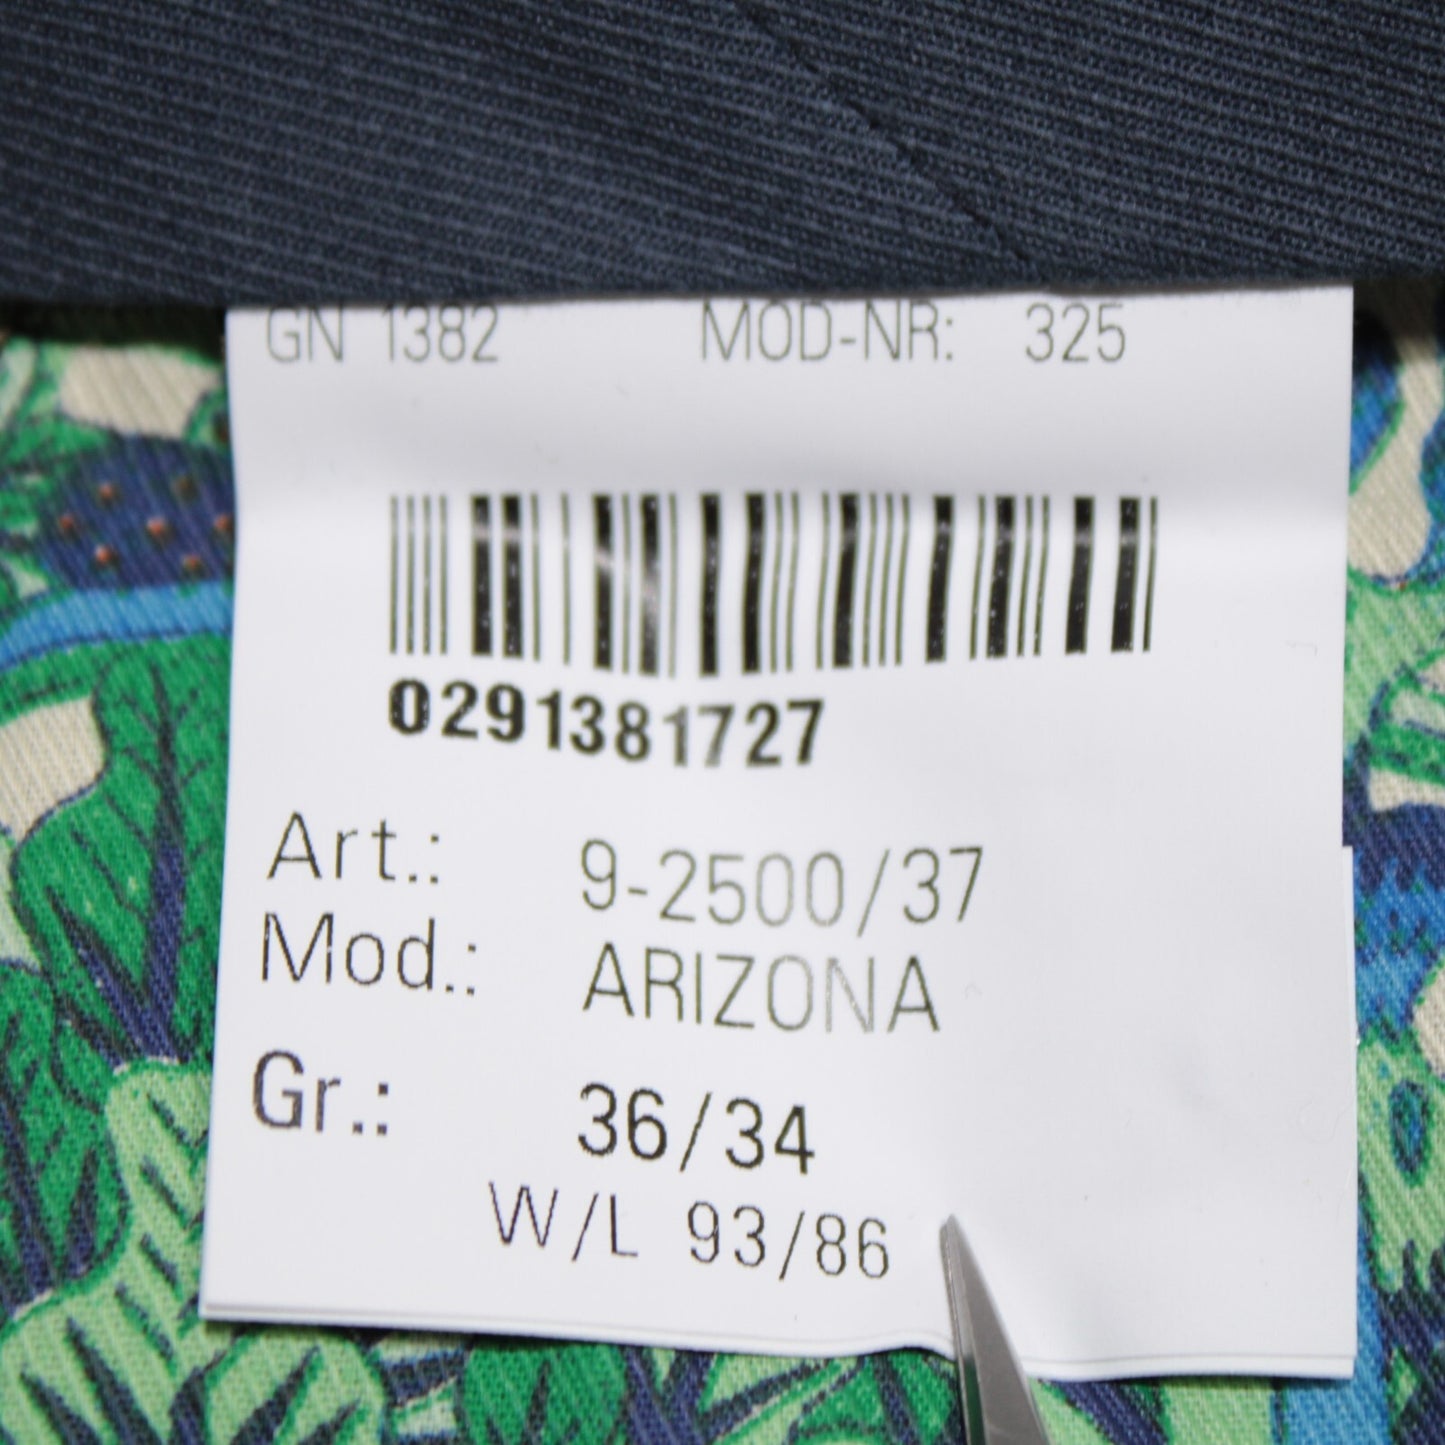 GN 1382 MOD-NR: 325
0291381727
Art.: 9-2500/37
Mod.: ARIZONA
Gr.: 36/34
W/L 93/86